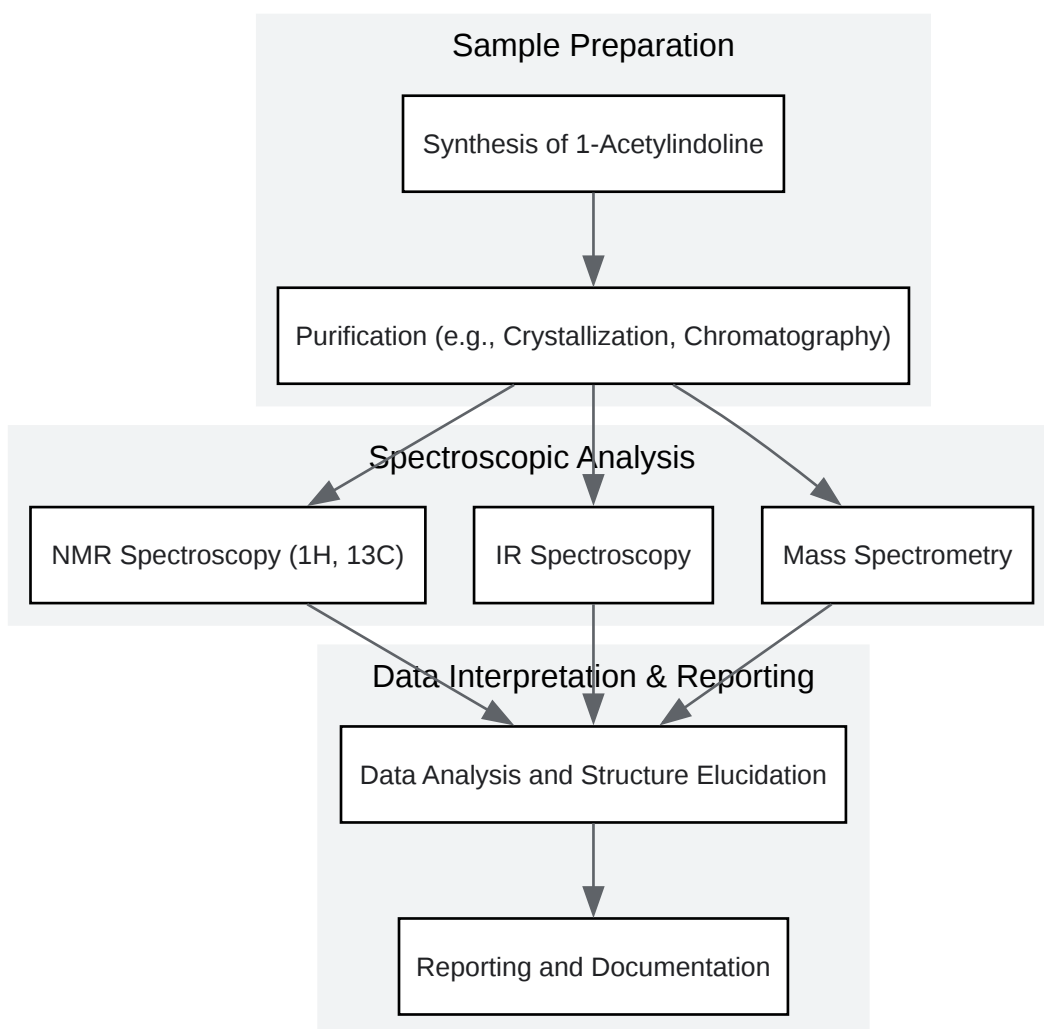 Sample Preparation
Synthesis of 1-Acetylindoline
Purification (e.g., Crystallization, Chromatography)
Spectroscopic Analysis
NMR Spectroscopy (1H, 13C)
IR Spectroscopy
Mass Spectrometry
Data Interpretation & Reporting
Data Analysis and Structure Elucidation
Reporting and Documentation